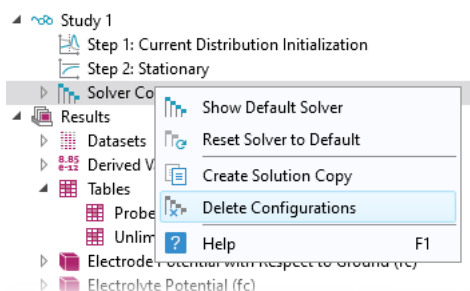 Study 1
Step 1: Current Distribution Initialization
Step 2: Stationary
Solver Co
Show Default Solver
Results
Datasets
Reset Solver to Default
8.85
e-12
Derived V
Create Solution Copy
Tables
Probe
Delete Configurations
Unlim
? Help F1
Electrode Potential with Respect to Ground (fc)
Electrolyte Potential (fc)